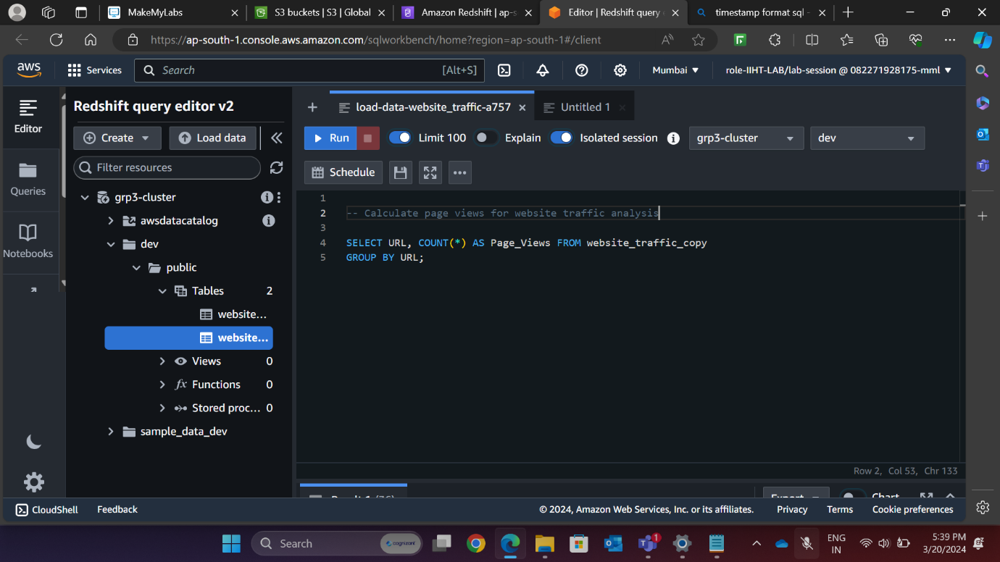 MakeMyLabs
S3 buckets | S3 | Global
Amazon Redshift | ap-s
Editor | Redshift query
timestamp format sql -
https://ap-south-1.console.aws.amazon.com/sqlworkbench/home?region=ap-south-1#/client
aws
Services
Search
[Alt+S]
Mumbai
role-IIHT-LAB/lab-session @ 082271928175-mml
Editor
Queries
Notebooks
Redshift query editor v2
Create
Load data
Filter resources
grp3-cluster
awsdatacatalog
dev
public
Tables 2
website...
website...
Views 0
fx Functions 0
Stored proc... 0
sample_data_dev
load-data-website_traffic-a757
Untitled 1
Run
Limit 100
Explain
Isolated session
grp3-cluster
dev
Schedule
1
2 -- Calculate page views for website traffic analysis
3
4 SELECT URL, COUNT(*) AS Page_Views FROM website_traffic_copy
5 GROUP BY URL;
Row 2, Col 53, Chr 133
Export
Chart
CloudShell
Feedback
© 2024, Amazon Web Services, Inc. or its affiliates.
Privacy
Terms
Cookie preferences
Search
cognizant
1
ENG
IN
5:39 PM
3/20/2024